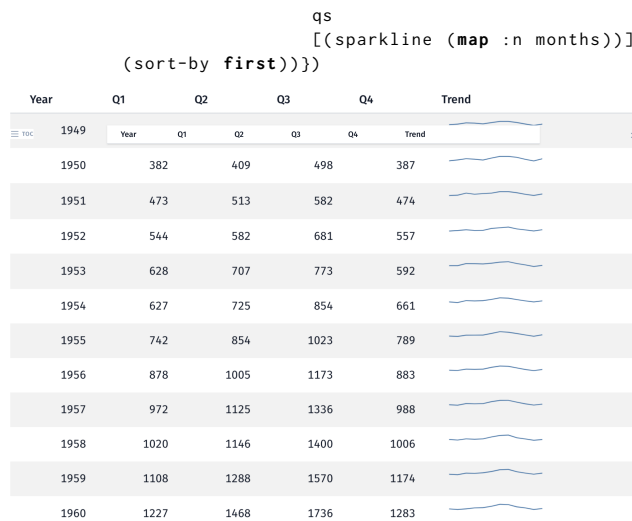 qs
[(sparkline (map :n months))]
(sort-by first))})
Year Q1 Q2 Q3 Q4 Trend
TOC 1949 Year Q1 Q2 Q3 Q4 Trend
1950 382 409 498 387
1951 473 513 582 474
1952 544 582 681 557
1953 628 707 773 592
1954 627 725 854 661
1955 742 854 1023 789
1956 878 1005 1173 883
1957 972 1125 1336 988
1958 1020 1146 1400 1006
1959 1108 1288 1570 1174
1960 1227 1468 1736 1283